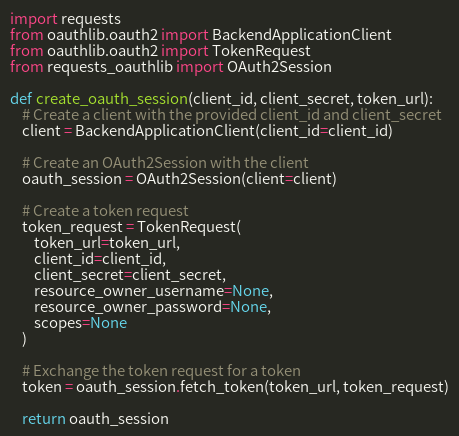 import requests
from oauthlib.oauth2 import BackendApplicationClient
from oauthlib.oauth2 import TokenRequest
from requests_oauthlib import OAuth2Session

def create_oauth_session(client_id, client_secret, token_url):
    # Create a client with the provided client_id and client_secret
    client = BackendApplicationClient(client_id=client_id)

    # Create an OAuth2Session with the client
    oauth_session = OAuth2Session(client=client)

    # Create a token request
    token_request = TokenRequest(
        token_url=token_url,
        client_id=client_id,
        client_secret=client_secret,
        resource_owner_username=None,
        resource_owner_password=None,
        scopes=None
    )

    # Exchange the token request for a token
    token = oauth_session.fetch_token(token_url, token_request)

    return oauth_session